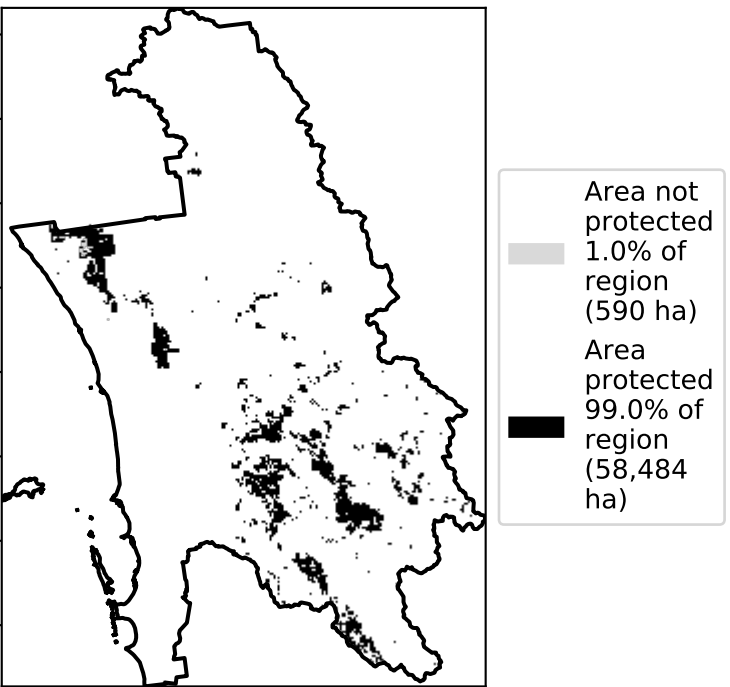 Area not
protected
1.0% of
region
(590 ha)
Area
protected
99.0% of
region
(58,484
ha)